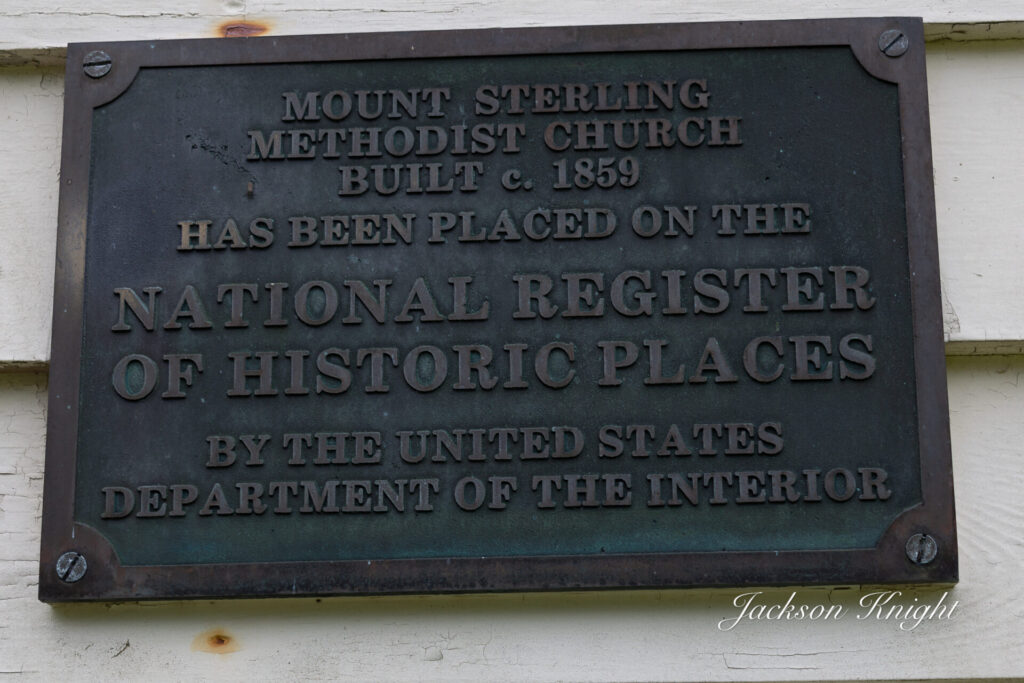 MOUNT STERLING
METHODIST CHURCH
BUILT c. 1859
HAS BEEN PLACED ON THE
NATIONAL REGISTER
OF HISTORIC PLACES
BY THE UNITED STATES
DEPARTMENT OF THE INTERIOR
Jackson Knight